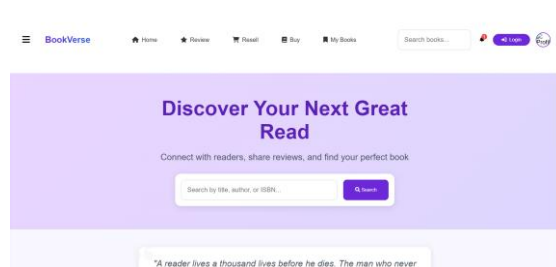 BookVerse
Home Review Resell Buy My Books
Search books...
Login
Discover Your Next Great
Read
Connect with readers, share reviews, and find your perfect book
Search by title, author, or ISBN...
Search
"A reader lives a thousand lives before he dies. The man who never